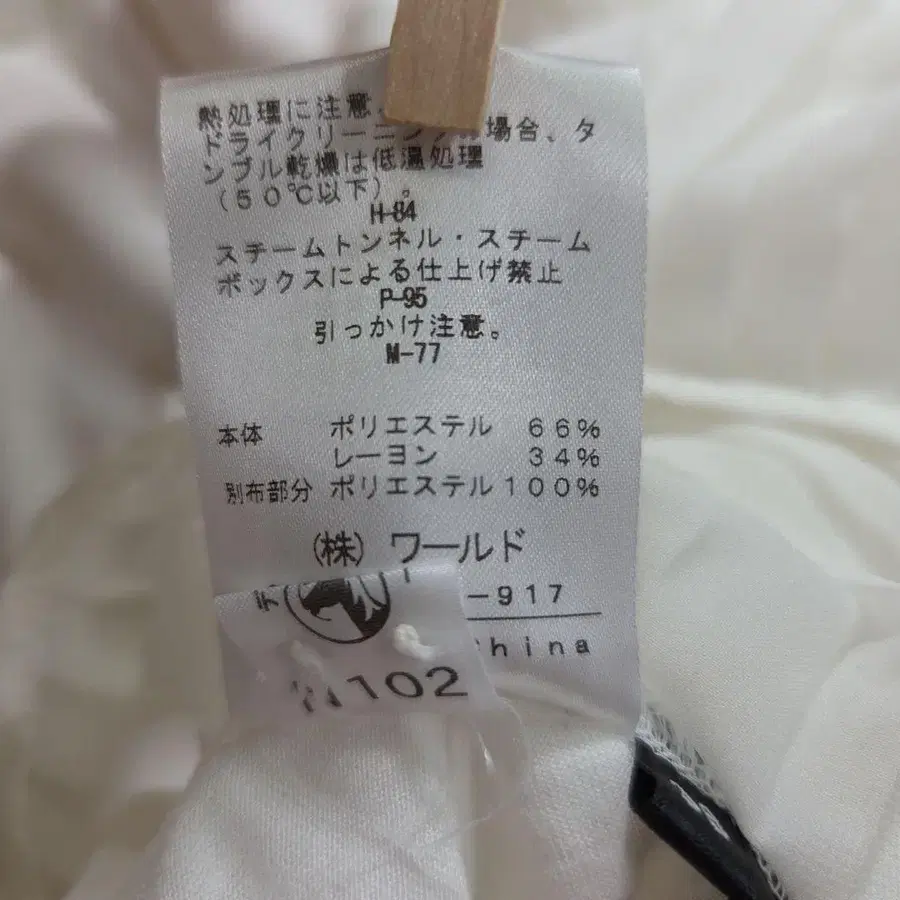 熱処理に注意。
ドライクリーニングの場合、タ
ンブル乾燥は低温処理
(50℃以下)。
H-84
スチームトンネル・スチーム
ボックスによる仕上げ禁止
P-95
引っかけ注意。
M-77
本体 ポリエステル 66%
レーヨン 34%
別布部分 ポリエステル100%
(株) ワールド
-917
China
102